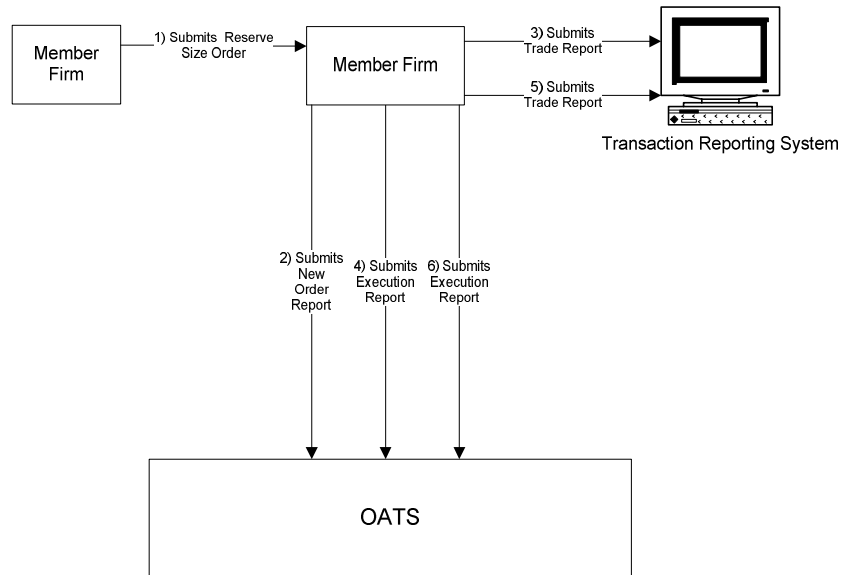 Member
Firm
1) Submits Reserve
Size Order
Member Firm
3) Submits
Trade Report
5) Submits
Trade Report
Transaction Reporting System
2) Submits
New
Order
Report
4) Submits
Execution
Report
6) Submits
Execution
Report
OATS